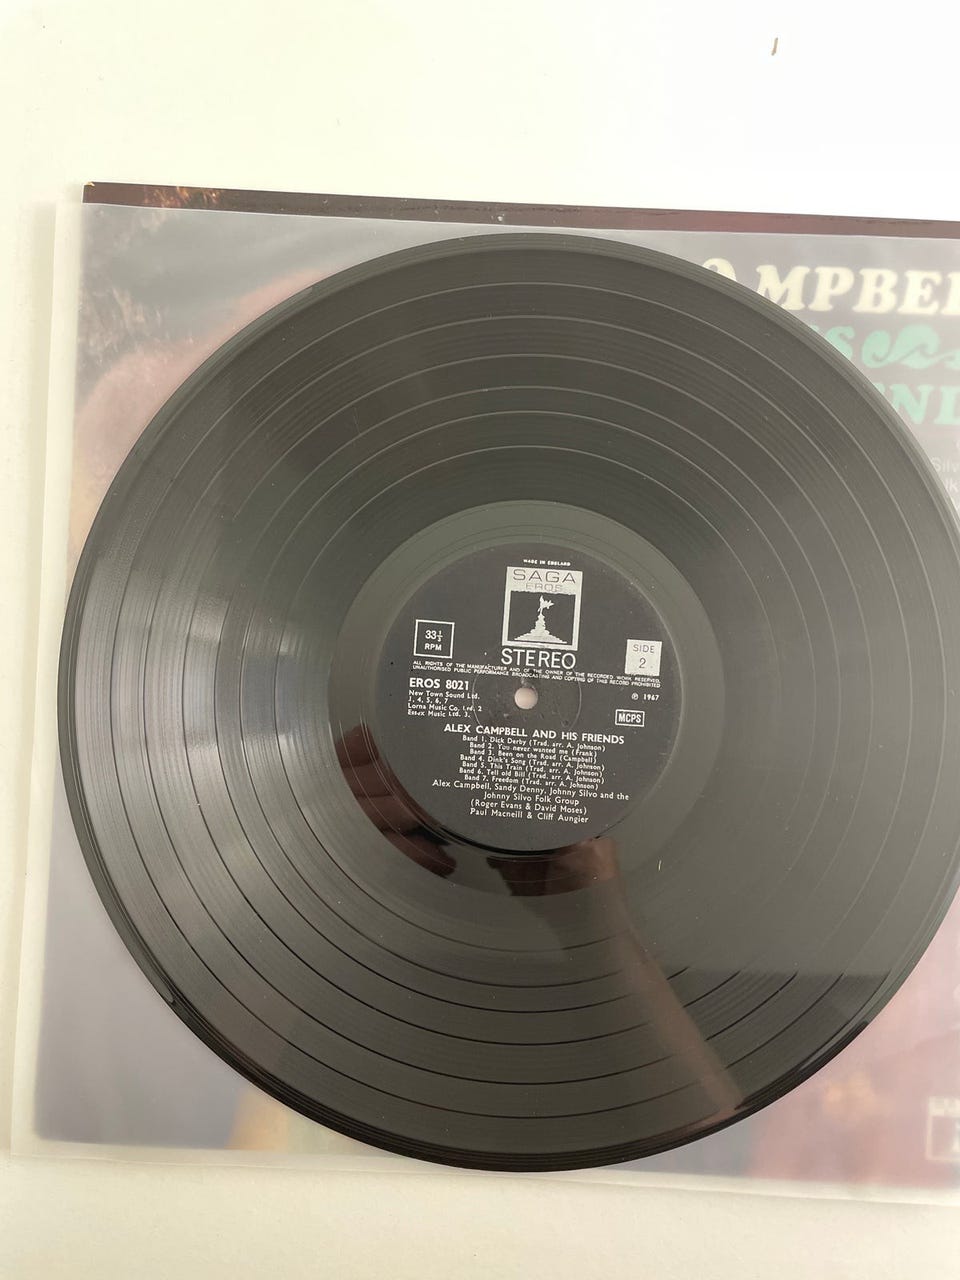 MPBEL
S
END
Silv
lk
MADE IN ENGLAND
SAGA
EROS
STEREO
33 1/3
RPM
SIDE
2
ALL RIGHTS OF THE MANUFACTURER AND OF THE OWNER OF THE RECORDED WORK RESERVED.
UNAUTHORISED PUBLIC PERFORMANCE BROADCASTING AND COPYING OF THIS RECORD PROHIBITED
EROS 8021
℗ 1967
New Town Sound Ltd.
1, 4, 5, 6, 7
Lorna Music Co. Ltd. 2
Essex Music Ltd. 3.
MCPS
ALEX CAMPBELL AND HIS FRIENDS
Band 1. Dick Derby (Trad. arr. A. Johnson)
Band 2. You never wanted me (Frank)
Band 3. Been on the Road (Campbell)
Band 4. Dink's Song (Trad. arr. A. Johnson)
Band 5. This Train (Trad. arr. A. Johnson)
Band 6. Tell old Bill (Trad. arr. A. Johnson)
Band 7. Freedom (Trad. arr. A. Johnson)
Alex Campbell, Sandy Denny, Johnny Silvo and the
Johnny Silvo Folk Group
(Roger Evans & David Moses)
Paul Macneill & Cliff Aungier